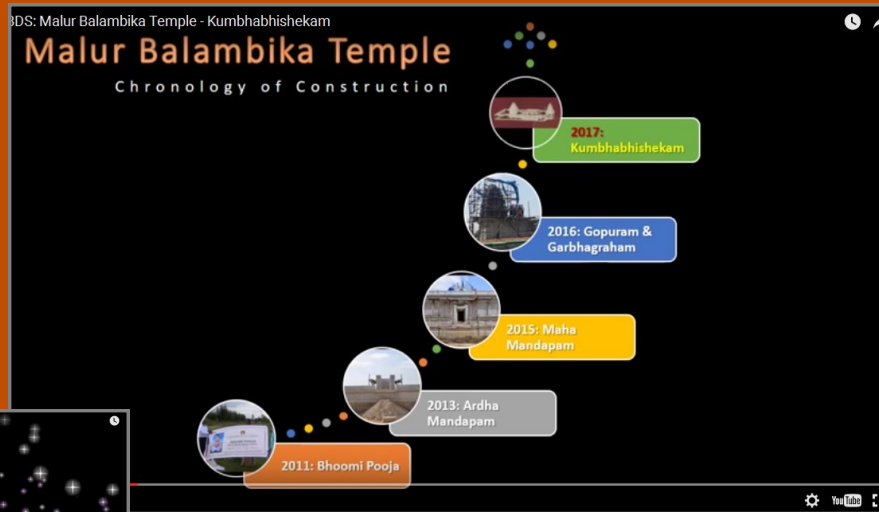 BDS: Malur Balambika Temple - Kumbhabhishekam
Malur Balambika Temple
Chronology of Construction
2017:
Kumbhabhishekam
2016: Gopuram &
Garbhagraham
2015: Maha
Mandapam
2013: Ardha
Mandapam
2011: Bhoomi Pooja
YouTube